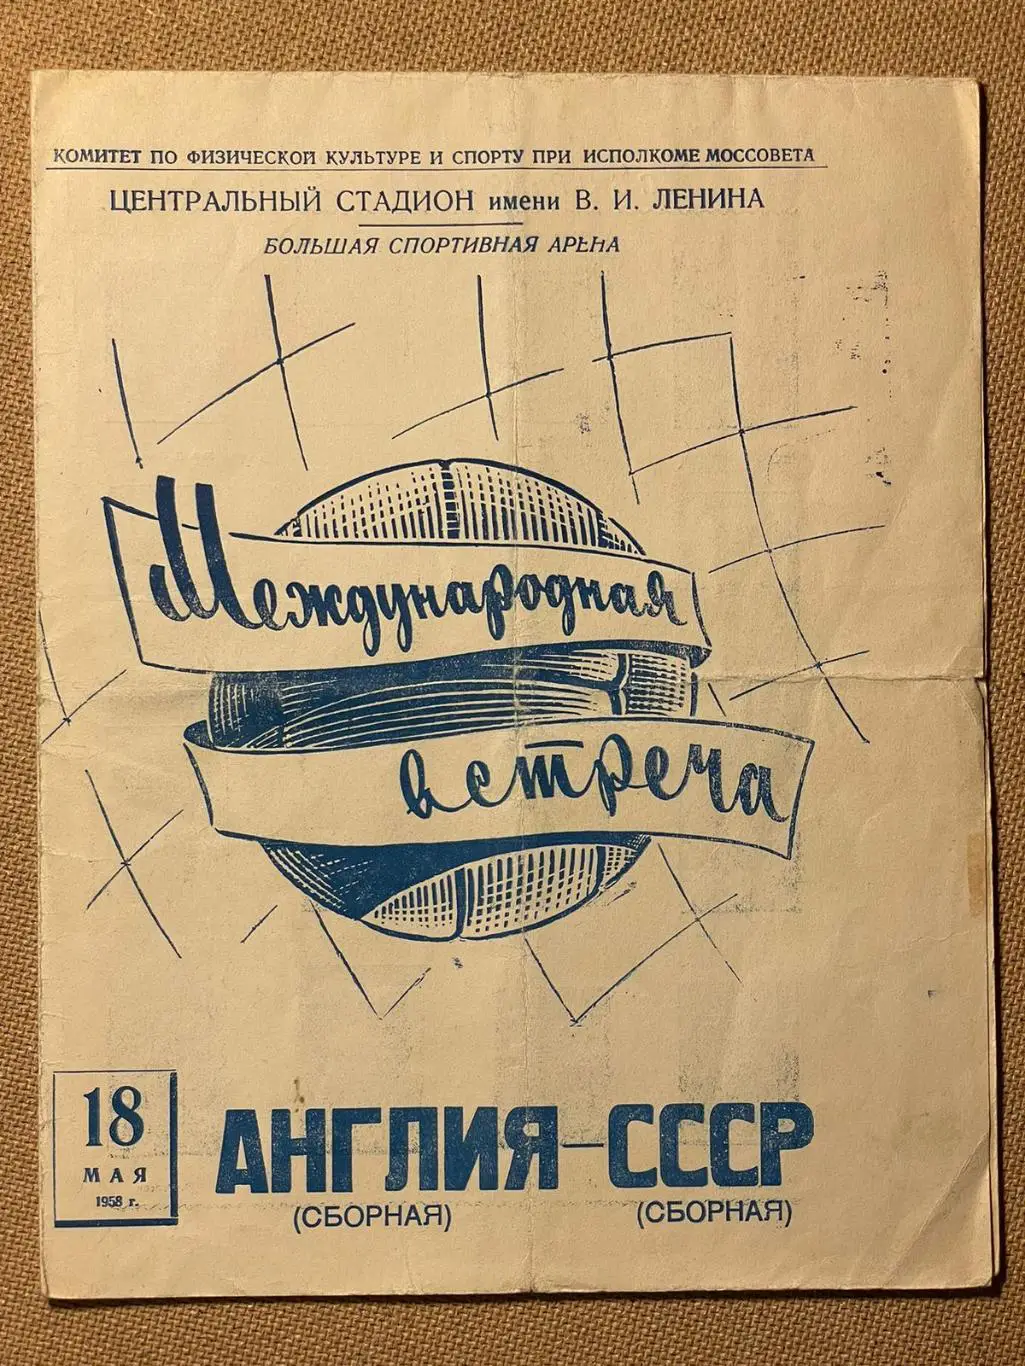 КОМИТЕТ ПО ФИЗИЧЕСКОЙ КУЛЬТУРЕ И СПОРТУ ПРИ ИСПОЛКОМЕ МОССОВЕТА
ЦЕНТРАЛЬНЫЙ СТАДИОН имени В. И. ЛЕНИНА
БОЛЬШАЯ СПОРТИВНАЯ АРЕНА
Международная
встреча
18
МАЯ
1958 г.
АНГЛИЯ—СССР
(СБОРНАЯ) (СБОРНАЯ)